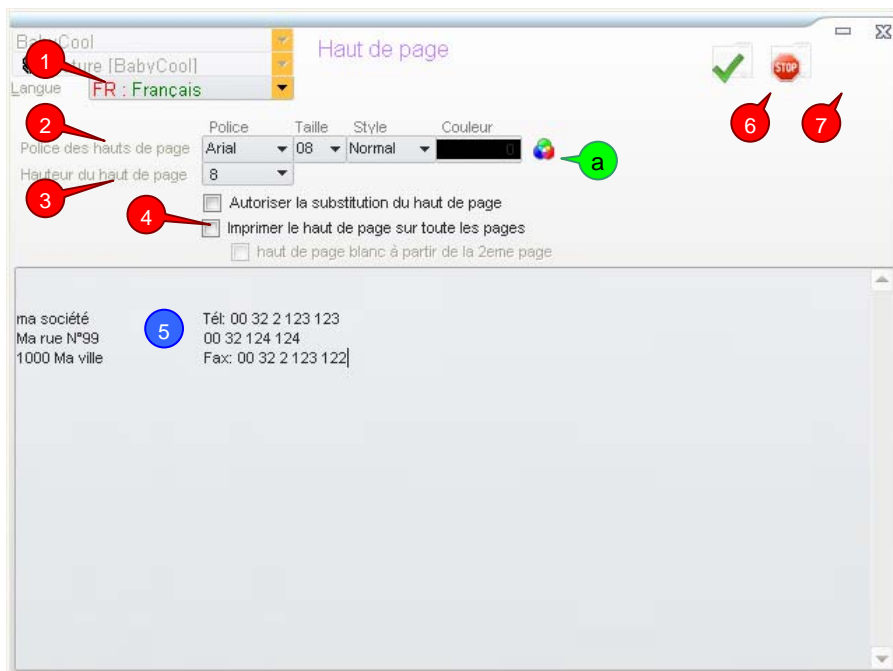 BabyCool
ture [BabyCool]
Haut de page
1
STOP
Langue FR : Français
6
7
2
Police Taille Style Couleur
Police des hauts de page Arial 08 Normal 0
a
Hauteur du haut de page 8
3
Autoriser la substitution du haut de page
4
Imprimer le haut de page sur toute les pages
haut de page blanc à partir de la 2eme page
ma société Tél: 00 32 2 123 123
5
Ma rue N°99 00 32 124 124
1000 Ma ville Fax: 00 32 2 123 122